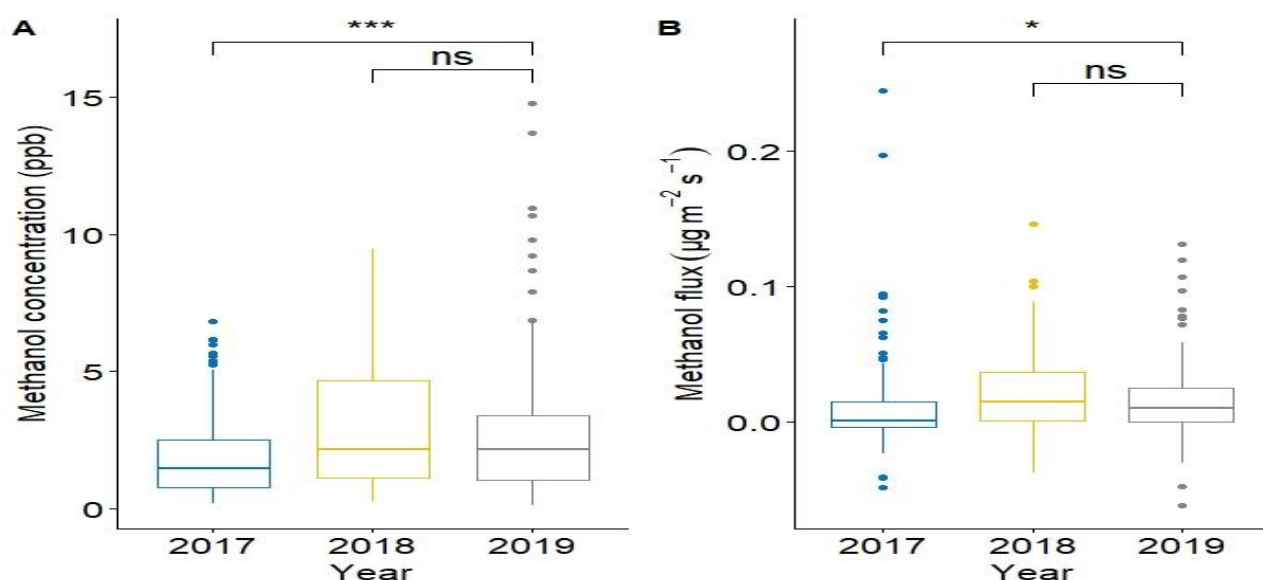 A
***
ns
Methanol concentration (ppb)
15
10
5
0
2017 2018 2019
Year
B
*
ns
Methanol flux (µg m⁻² s⁻¹)
0.2
0.1
0.0
2017 2018 2019
Year